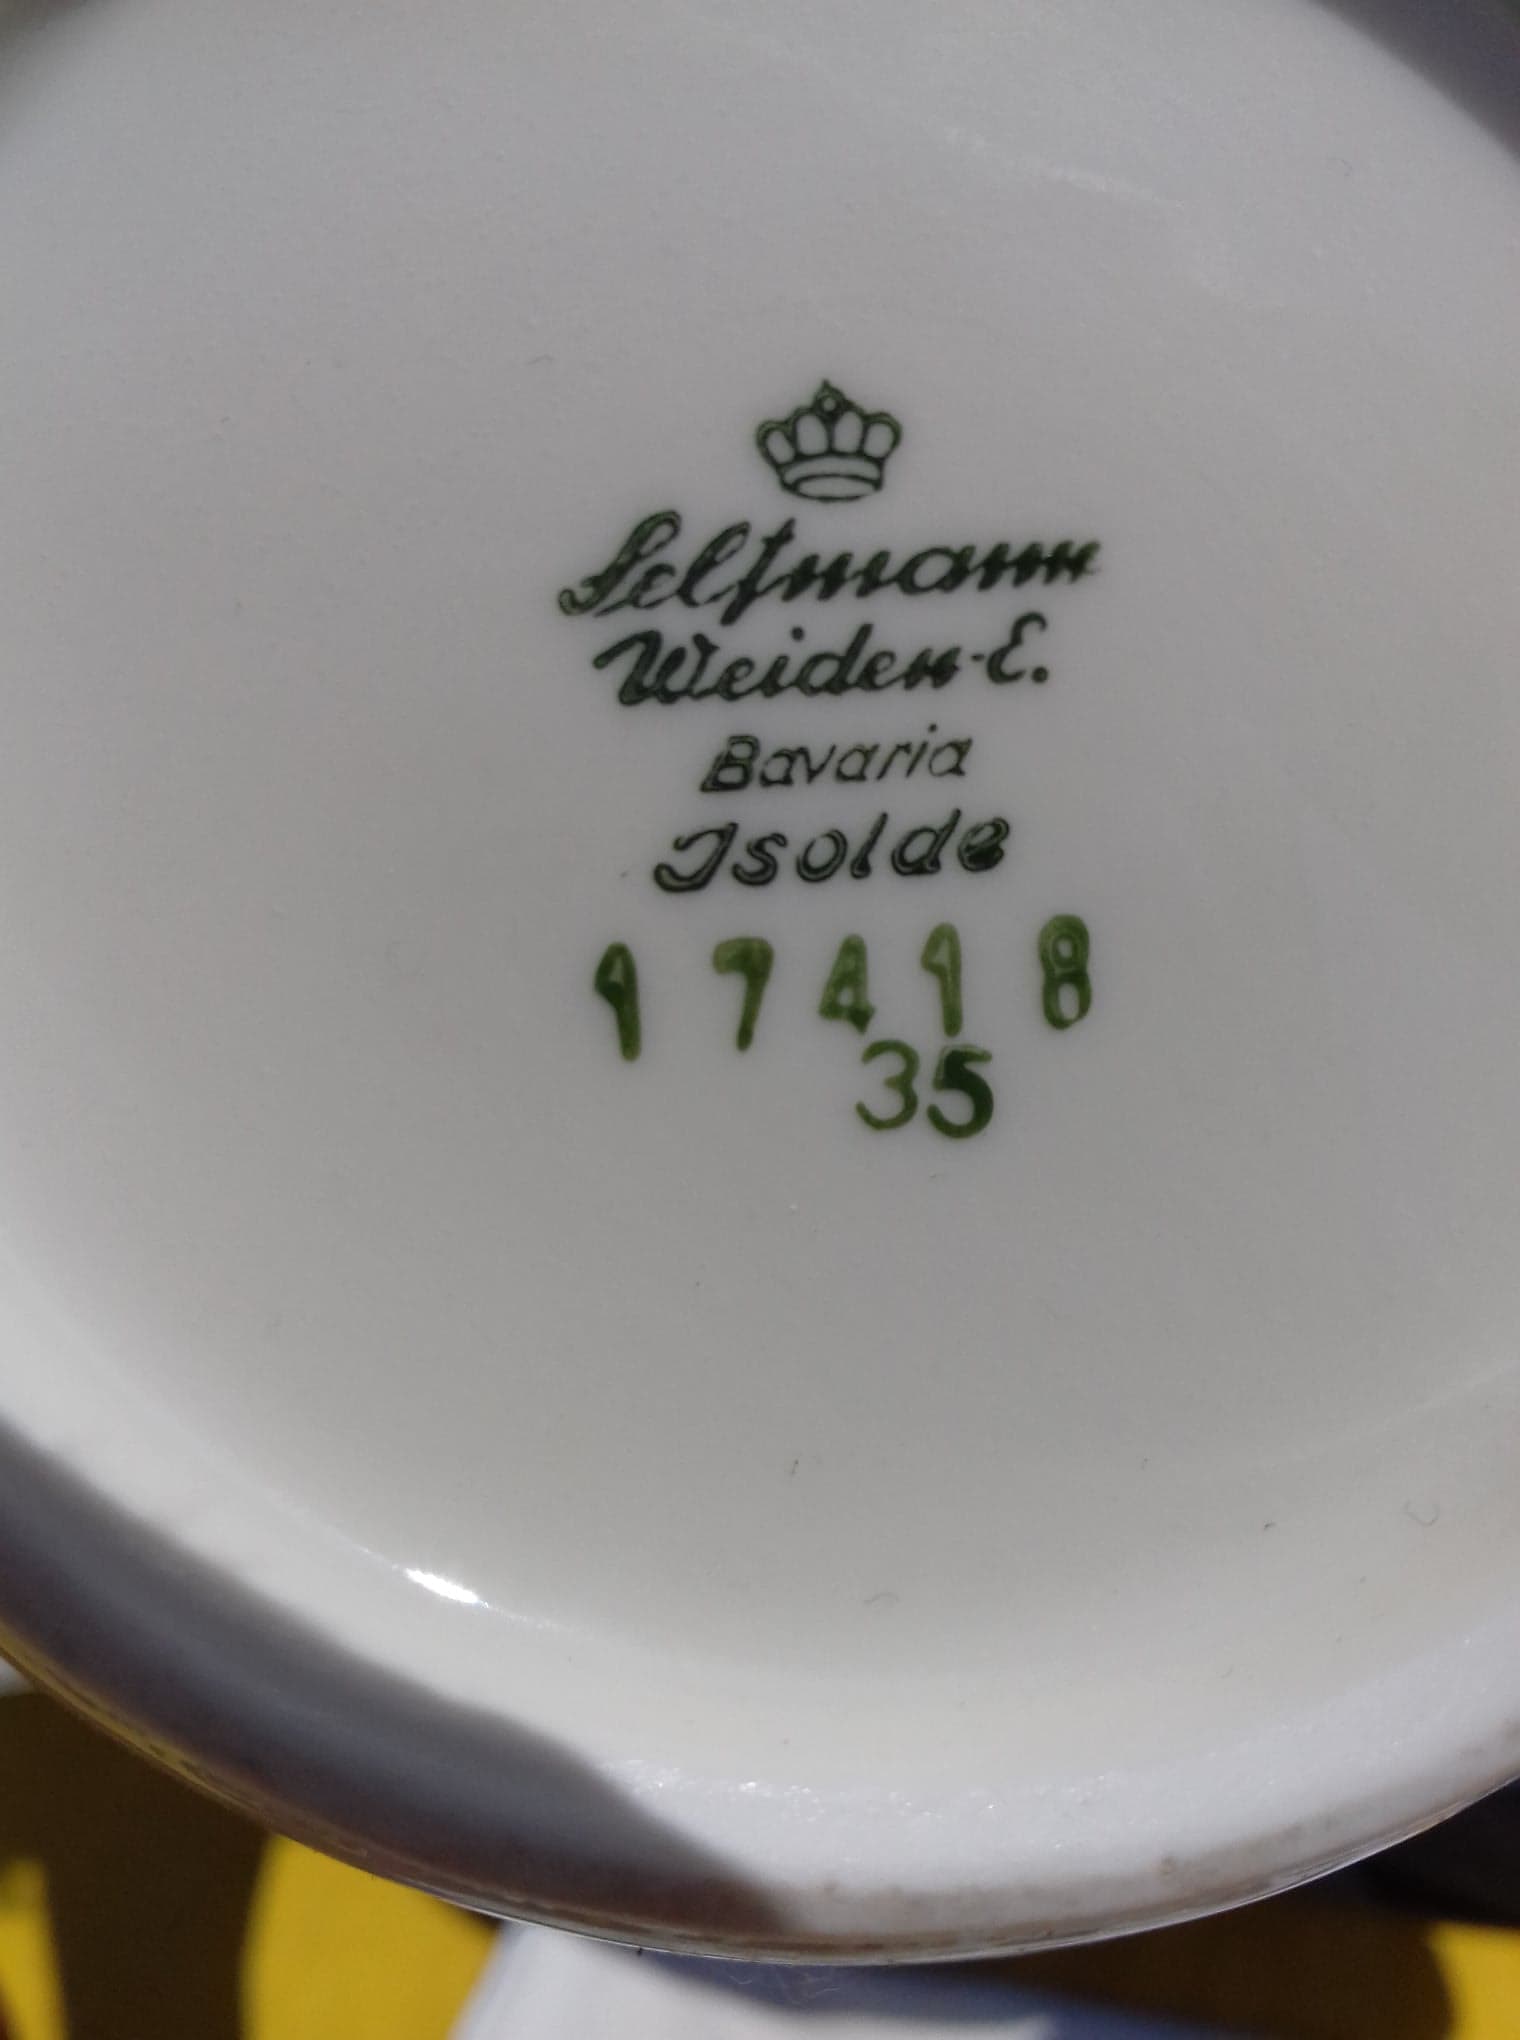 Seltmann
Weiden-E.
Bavaria
Isolde
17418
35